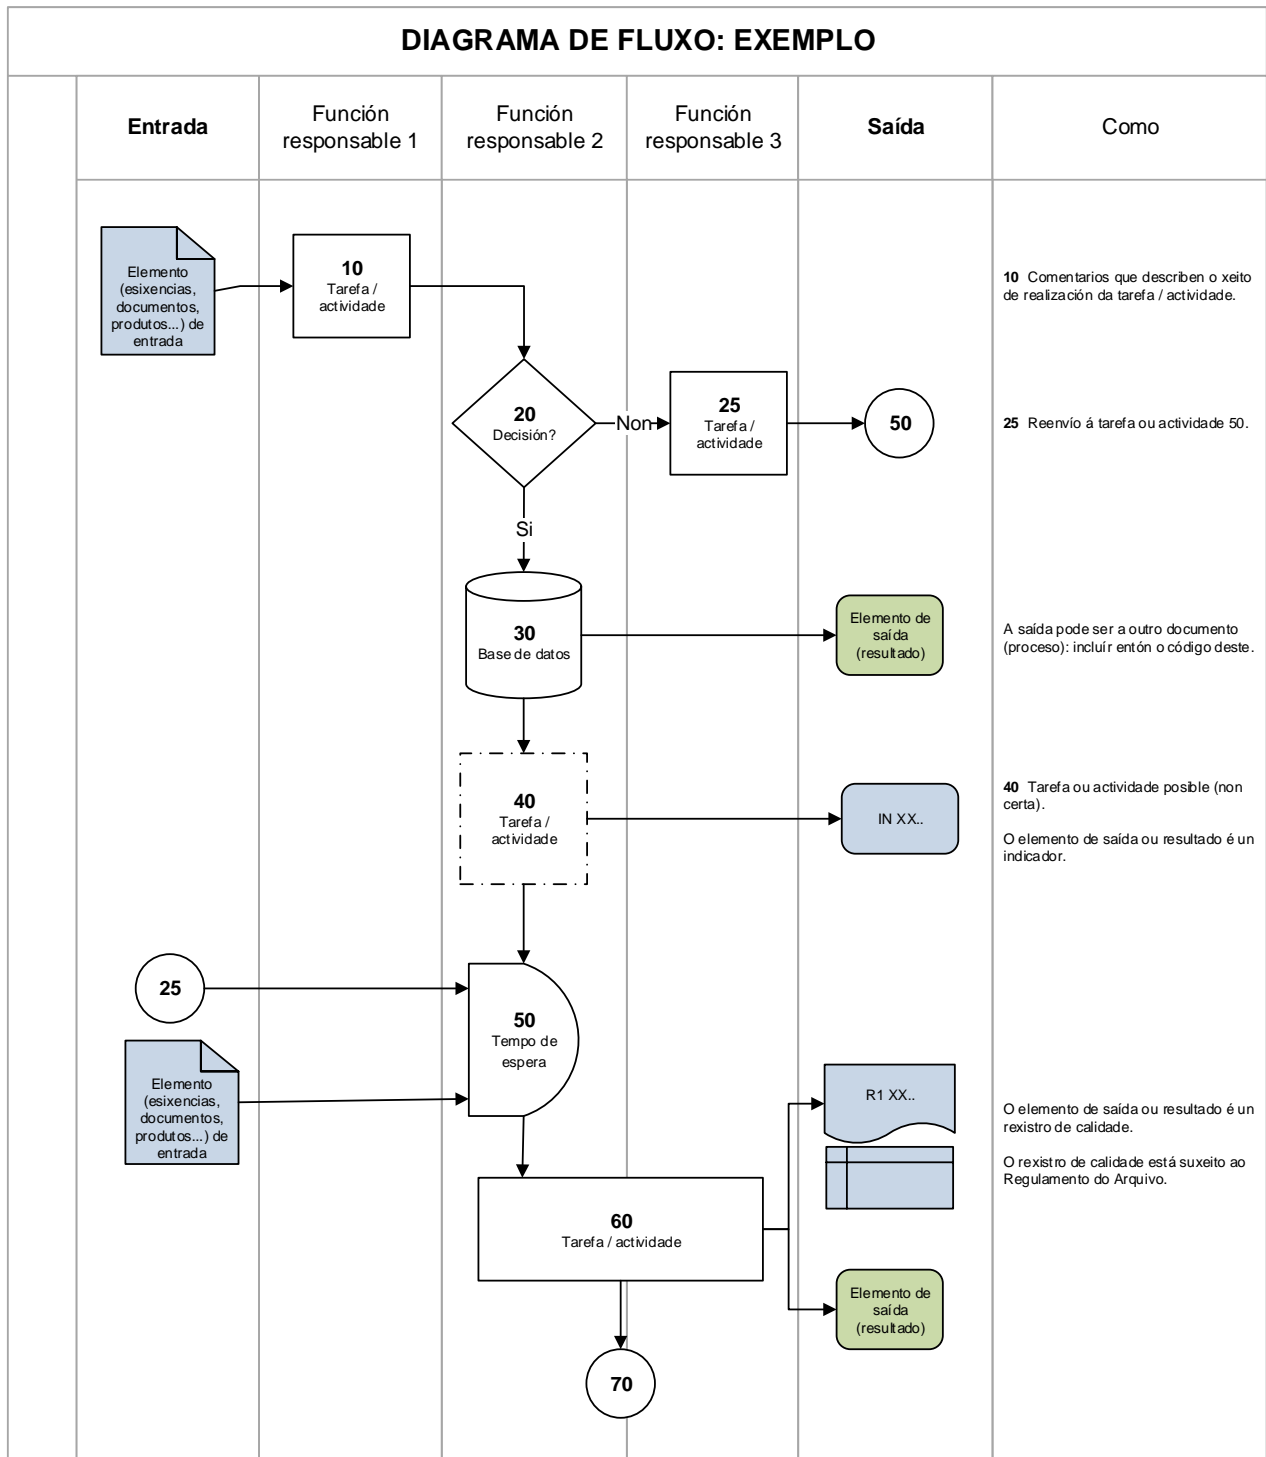 DIAGRAMA DE FLUXO: EXEMPLO
Entrada
Función
responsable 1
Función
responsable 2
Función
responsable 3
Saída
Como
Elemento
(esixencias,
documentos,
produtos...) de
entrada
10
Tarefa /
actividade
10 Comentarios que describen o xeito
de realización da tarefa / actividade.
20
Decisión?
Non
25
Tarefa /
actividade
50
25 Reenvío á tarefa ou actividade 50.
Si
30
Base de datos
Elemento de
saída
(resultado)
A saída pode ser a outro documento
(proceso): incluír entón o código deste.
40
Tarefa /
actividade
IN XX..
40 Tarefa ou actividade posible (non
certa).
O elemento de saída ou resultado é un
indicador.
25
50
Tempo de
espera
Elemento
(esixencias,
documentos,
produtos...) de
entrada
R1 XX..
O elemento de saída ou resultado é un
rexistro de calidade.
O rexistro de calidade está suxeito ao
Regulamento do Arquivo.
60
Tarefa / actividade
Elemento de
saída
(resultado)
70